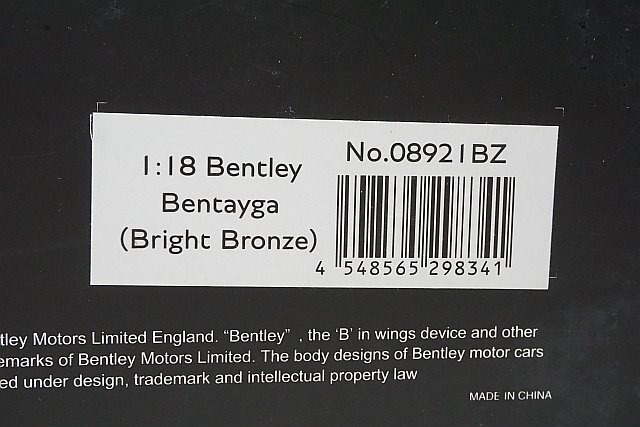 1:18 Bentley
Bentayga
(Bright Bronze)
No.08921BZ
4 548565 298341
tley Motors Limited England. “Bentley” , the ‘B’ in wings device and other
emarks of Bentley Motors Limited. The body designs of Bentley motor cars
ed under design, trademark and intellectual property law
MADE IN CHINA